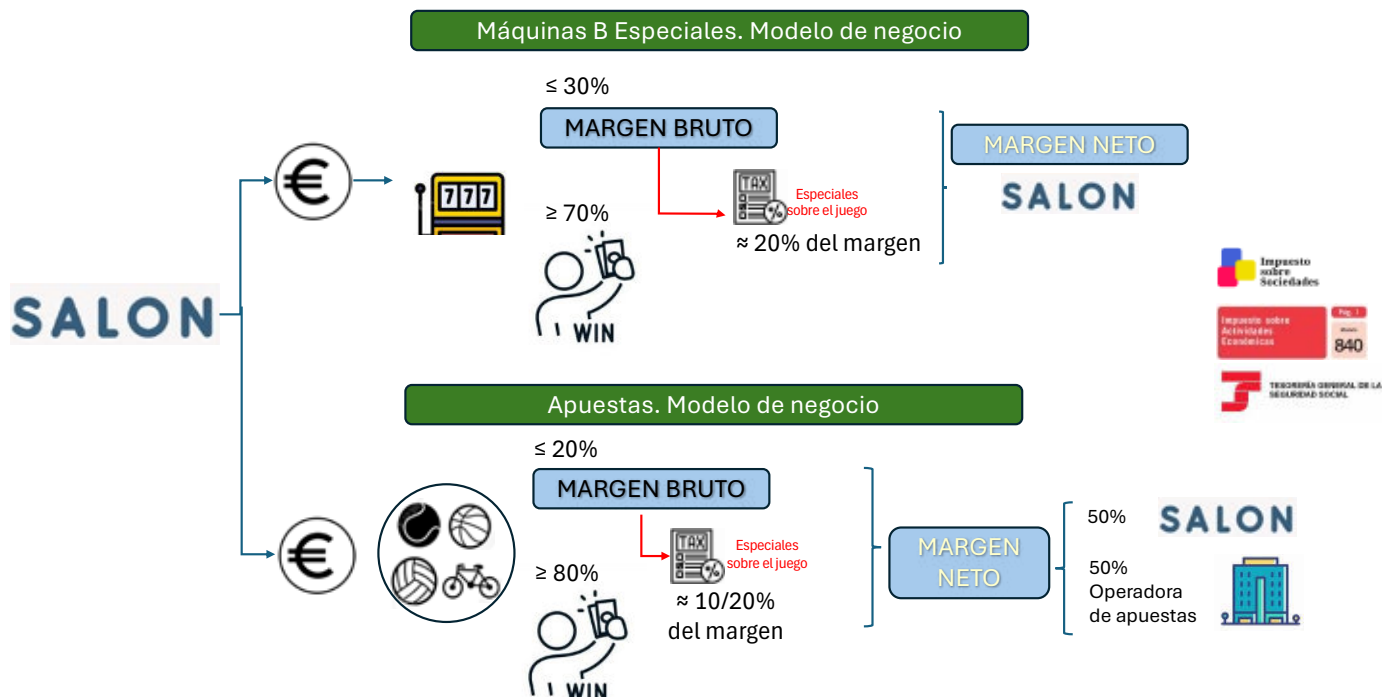 Máquinas B Especiales. Modelo de negocio
≤ 30%
MARGEN BRUTO
MARGEN NETO
TAX
%
Especiales
sobre el juego
≈ 20% del margen
SALON
€
777
≥ 70%
WIN
SALON
Impuesto
sobre
Sociedades
Impuesto sobre
Actividades
Económicas
Pág. 1
840
TESORERÍA GENERAL DE LA
SEGURIDAD SOCIAL
Apuestas. Modelo de negocio
≤ 20%
MARGEN BRUTO
€
TAX
%
Especiales
sobre el juego
≈ 10/20%
del margen
≥ 80%
WIN
MARGEN
NETO
50%
SALON
50%
Operadora
de apuestas